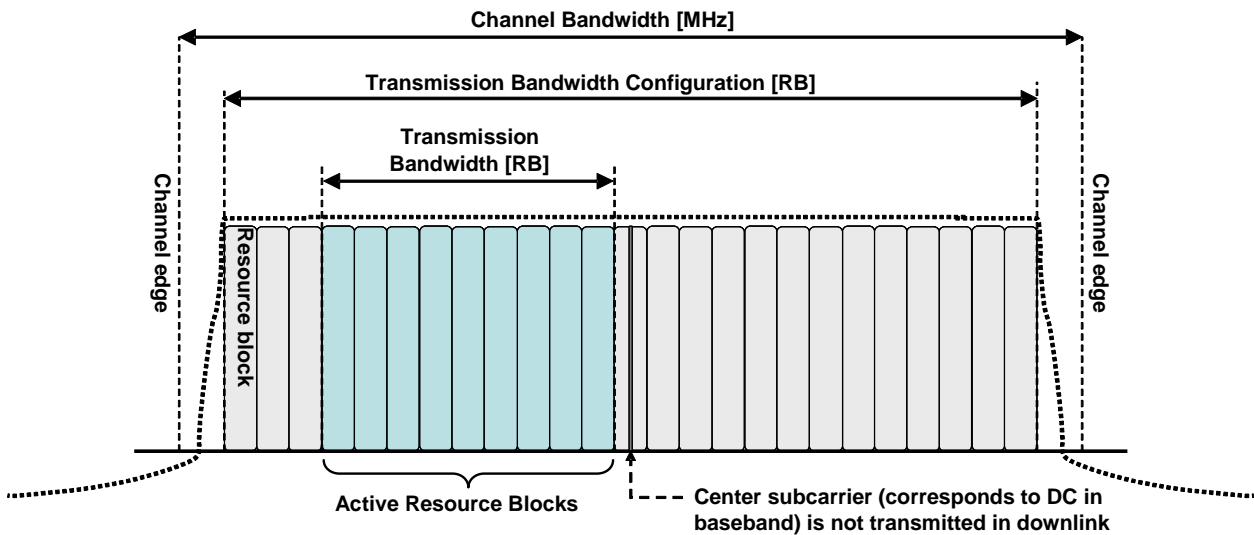 Channel Bandwidth [MHz]
Transmission Bandwidth Configuration [RB]
Transmission
Bandwidth [RB]
Channel edge
Channel edge
Resource block
Active Resource Blocks
Center subcarrier (corresponds to DC in
baseband) is not transmitted in downlink